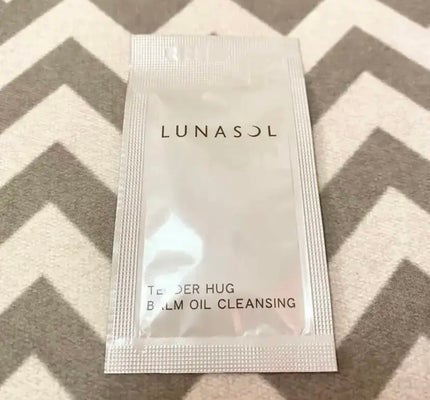 LUNASOL
TENDER HUG
BALM OIL CLEANSING